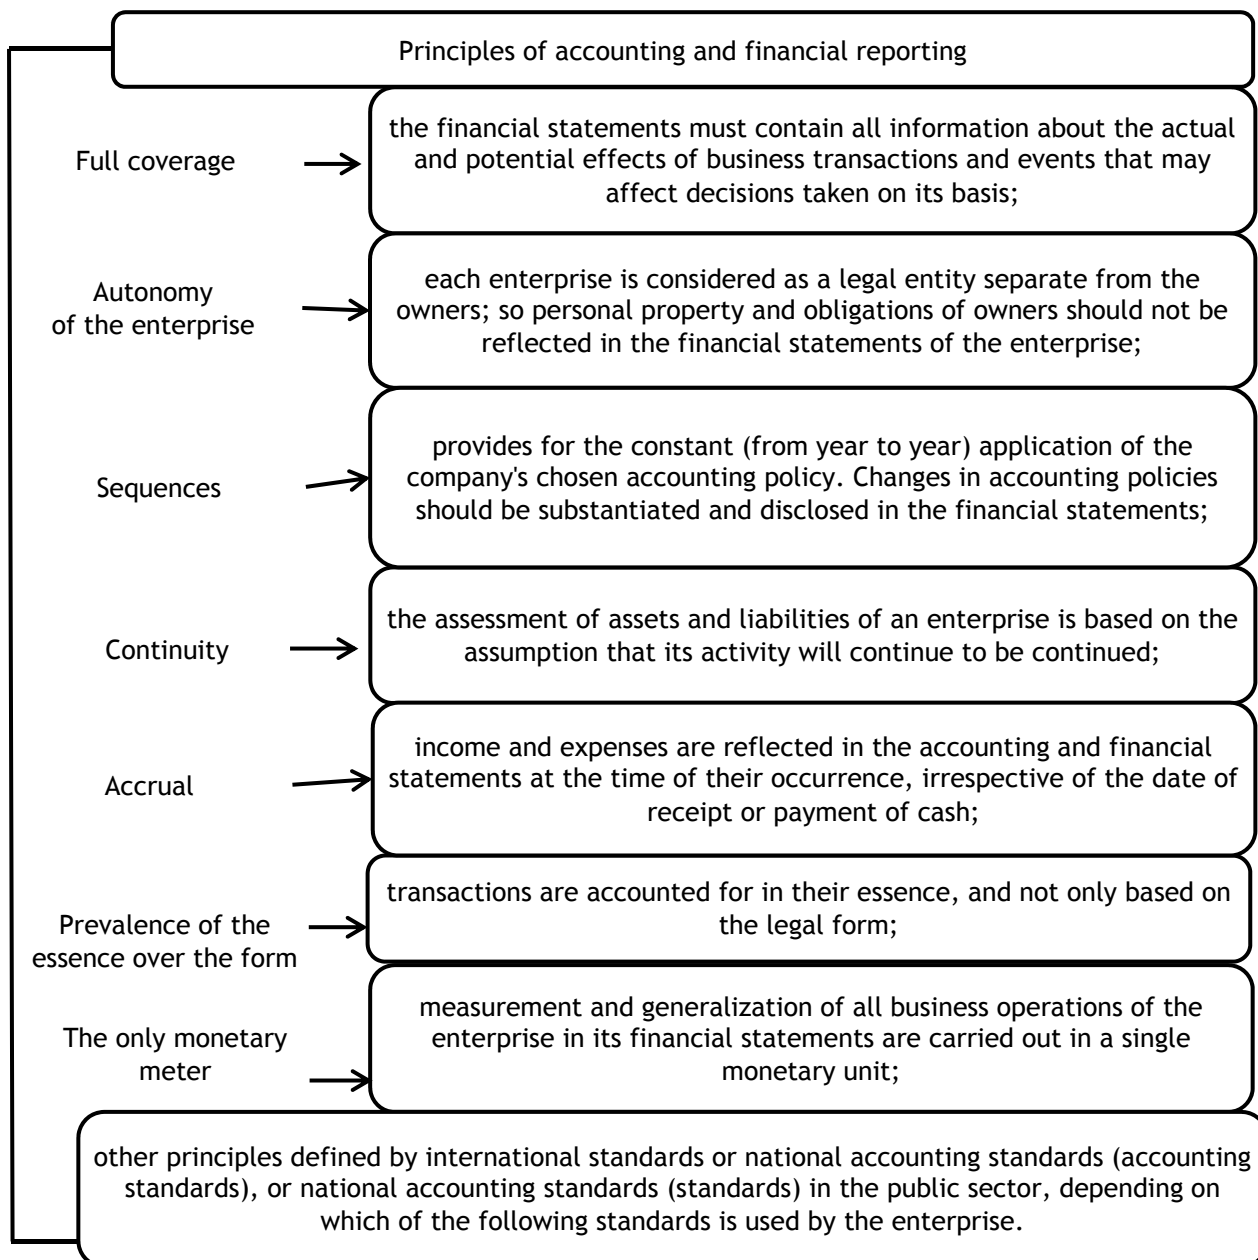 Principles of accounting and financial reporting
Full coverage
the financial statements must contain all information about the actual
and potential effects of business transactions and events that may
affect decisions taken on its basis;
Autonomy
of the enterprise
each enterprise is considered as a legal entity separate from the
owners; so personal property and obligations of owners should not be
reflected in the financial statements of the enterprise;
Sequences
provides for the constant (from year to year) application of the
company's chosen accounting policy. Changes in accounting policies
should be substantiated and disclosed in the financial statements;
Continuity
the assessment of assets and liabilities of an enterprise is based on the
assumption that its activity will continue to be continued;
Accrual
income and expenses are reflected in the accounting and financial
statements at the time of their occurrence, irrespective of the date of
receipt or payment of cash;
Prevalence of the
essence over the form
transactions are accounted for in their essence, and not only based on
the legal form;
The only monetary
meter
measurement and generalization of all business operations of the
enterprise in its financial statements are carried out in a single
monetary unit;
other principles defined by international standards or national accounting standards (accounting
standards), or national accounting standards (standards) in the public sector, depending on
which of the following standards is used by the enterprise.